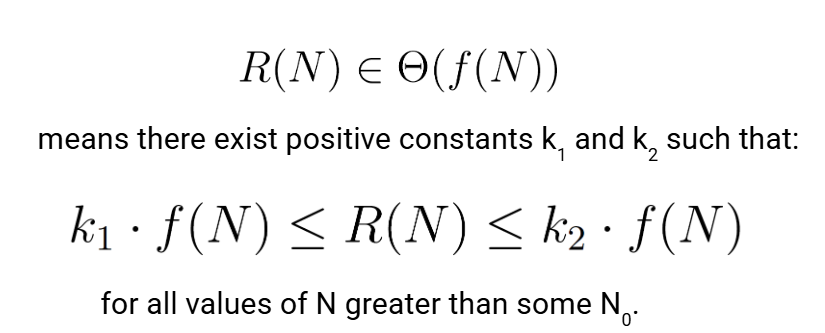 R(N) ∈ Θ(f(N))
means there exist positive constants k₁ and k₂ such that:
k₁ · f(N) ≤ R(N) ≤ k₂ · f(N)
for all values of N greater than some N₀.